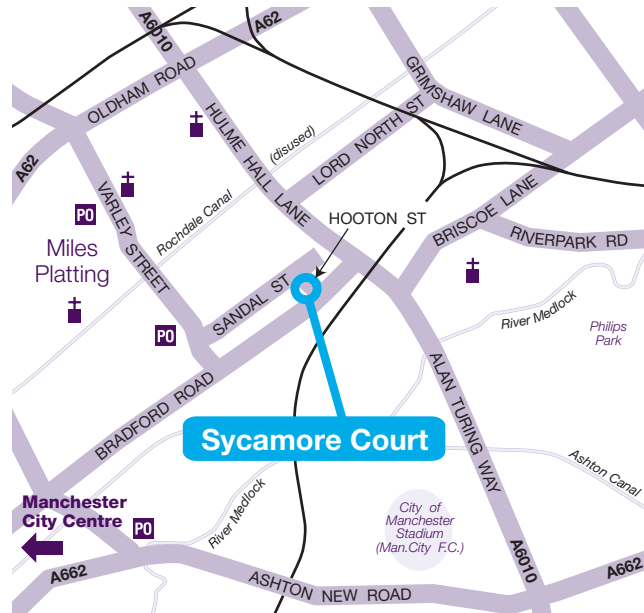 A6010
A62
OLDHAM ROAD
GRIMSHAW LANE
HULME HALL LANE
(disused)
LORD NORTH ST
A62
VARLEY STREET
Rochdale Canal
PO
HOOTON ST
BRISCOE LANE
RIVERPARK RD
Miles
Platting
SANDAL ST
River Medlock
Philips
Park
PO
BRADFORD ROAD
ALAN TURING WAY
Sycamore Court
Ashton Canal
Manchester
City Centre
PO
River Medlock
City of
Manchester
Stadium
(Man.City F.C.)
A6010
A662
ASHTON NEW ROAD
A662